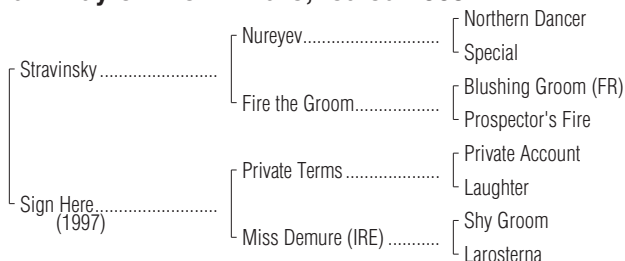 Northern Dancer
Nureyev
Special
Stravinsky
Blushing Groom (FR)
Fire the Groom
Prospector's Fire
Private Account
Private Terms
Laughter
Sign Here
(1997)
Shy Groom
Miss Demure (IRE)
Larosterna